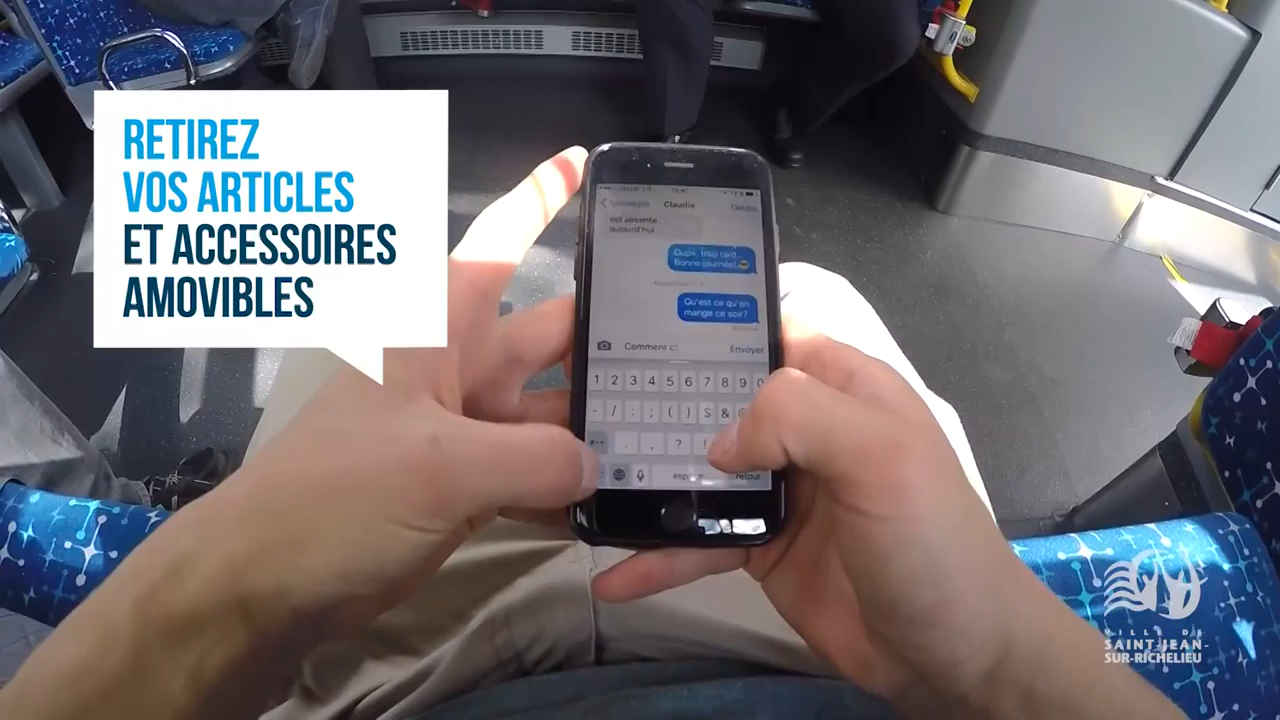 RETIREZ
VOS ARTICLES
ET ACCESSOIRES
AMOVIBLES
Messages Claudie Détails
est absente
aujourd'hui
Oups, trop tard...
Bonne journée!
Qu'est ce qu'on
mange ce soir?
Comment c' Envoyer
1 2 3 4 5 6 7 8 9 0
- / : ; ( ) $ & @
#+= . , ? !
retour
VILLE DE
SAINT-JEAN-
SUR-RICHELIEU